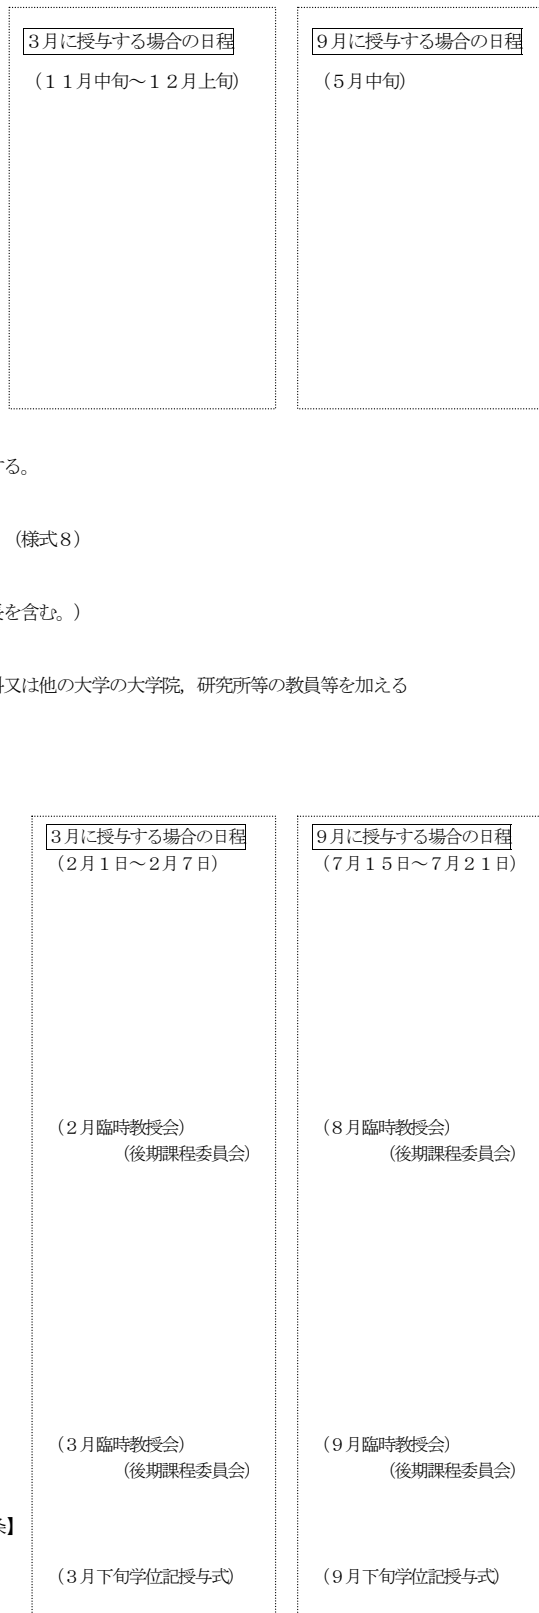 ３月に授与する場合の日程
（１１月中旬～１２月上旬）
９月に授与する場合の日程
（５月中旬）
する。
（様式８）
を含む。）
又は他の大学の大学院，研究所等の教員等を加える
３月に授与する場合の日程
（２月１日～２月７日）
（２月臨時教授会）
（後期課程委員会）
（３月臨時教授会）
（後期課程委員会）
（３月下旬学位記授与式）
９月に授与する場合の日程
（７月１５日～７月２１日）
（８月臨時教授会）
（後期課程委員会）
（９月臨時教授会）
（後期課程委員会）
（９月下旬学位記授与式）
条】